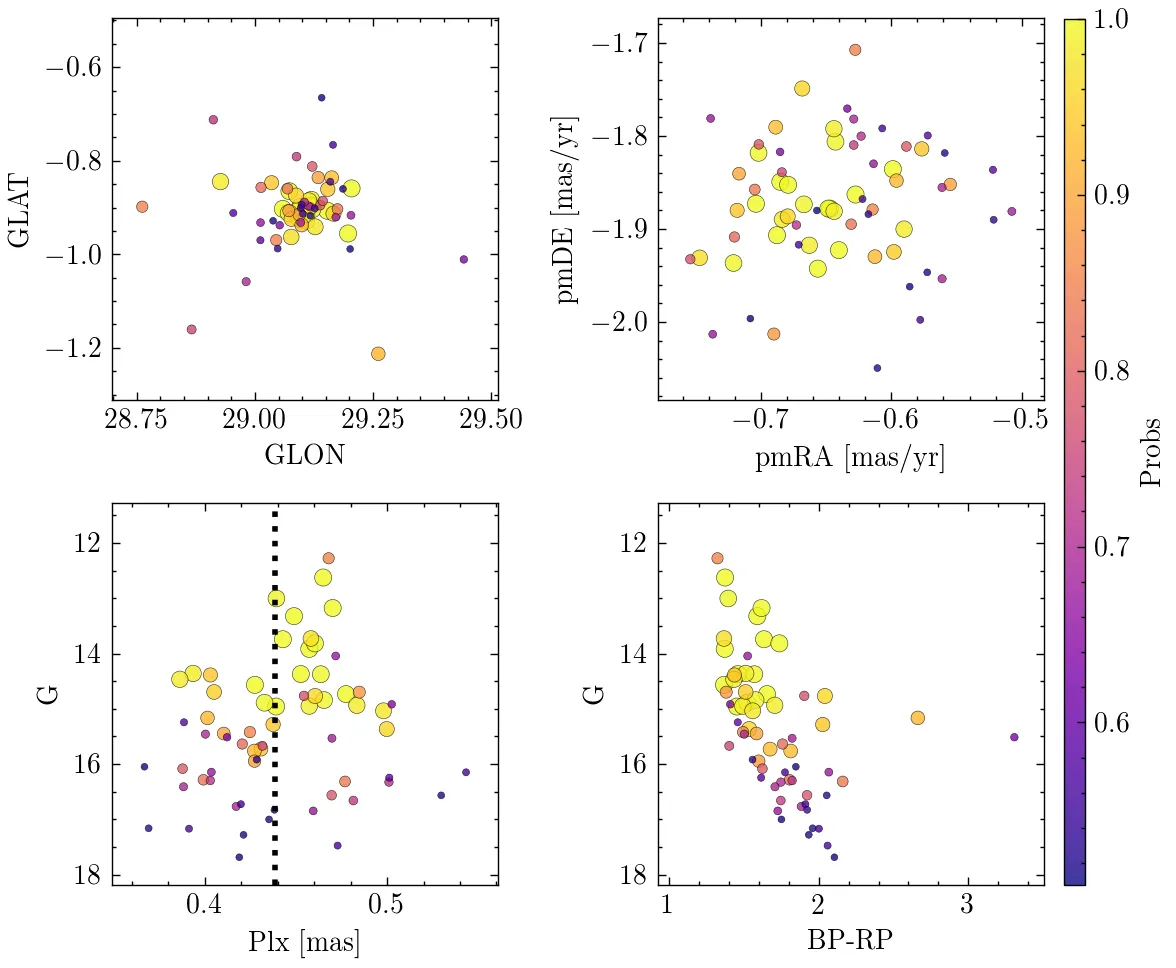 −0.6
−0.8
−1.0
−1.2
GLAT
28.75 29.00 29.25 29.50
GLON
−1.7
−1.8
−1.9
−2.0
pmDE [mas/yr]
−0.7 −0.6 −0.5
pmRA [mas/yr]
12
14
16
18
G
0.4 0.5
Plx [mas]
12
14
16
18
G
1 2 3
BP-RP
1.0
0.9
0.8
0.7
0.6
Probs